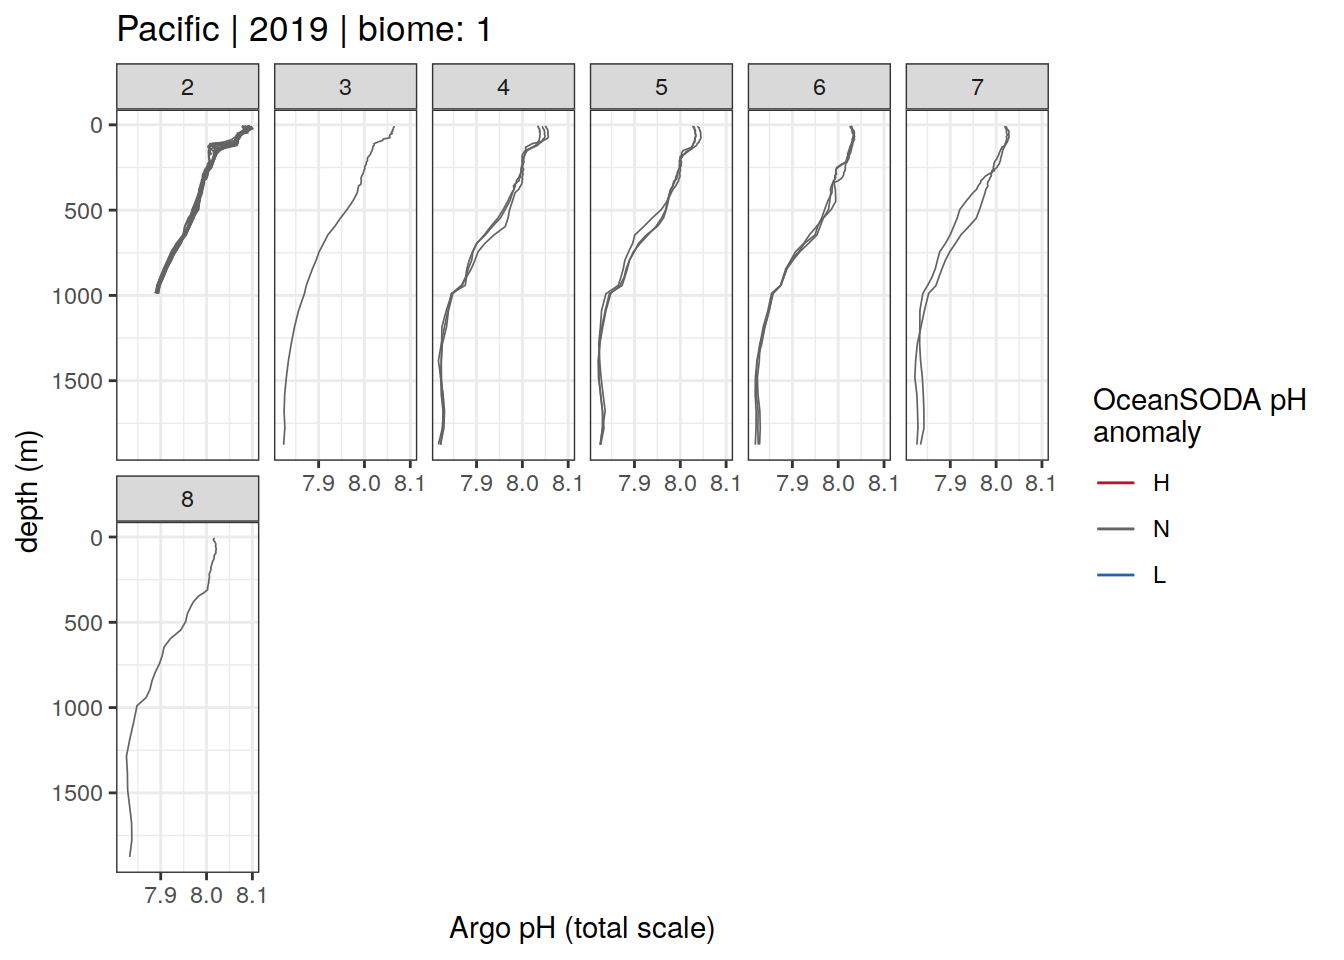 Pacific | 2019 | biome: 1
2 3 4 5 6 7
0
500
1000
1500
7.9 8.0 8.1 7.9 8.0 8.1 7.9 8.0 8.1 7.9 8.0 8.1 7.9 8.0 8.1
8
0
500
1000
1500
7.9 8.0 8.1
depth (m)
Argo pH (total scale)
OceanSODA pH
anomaly
H
N
L